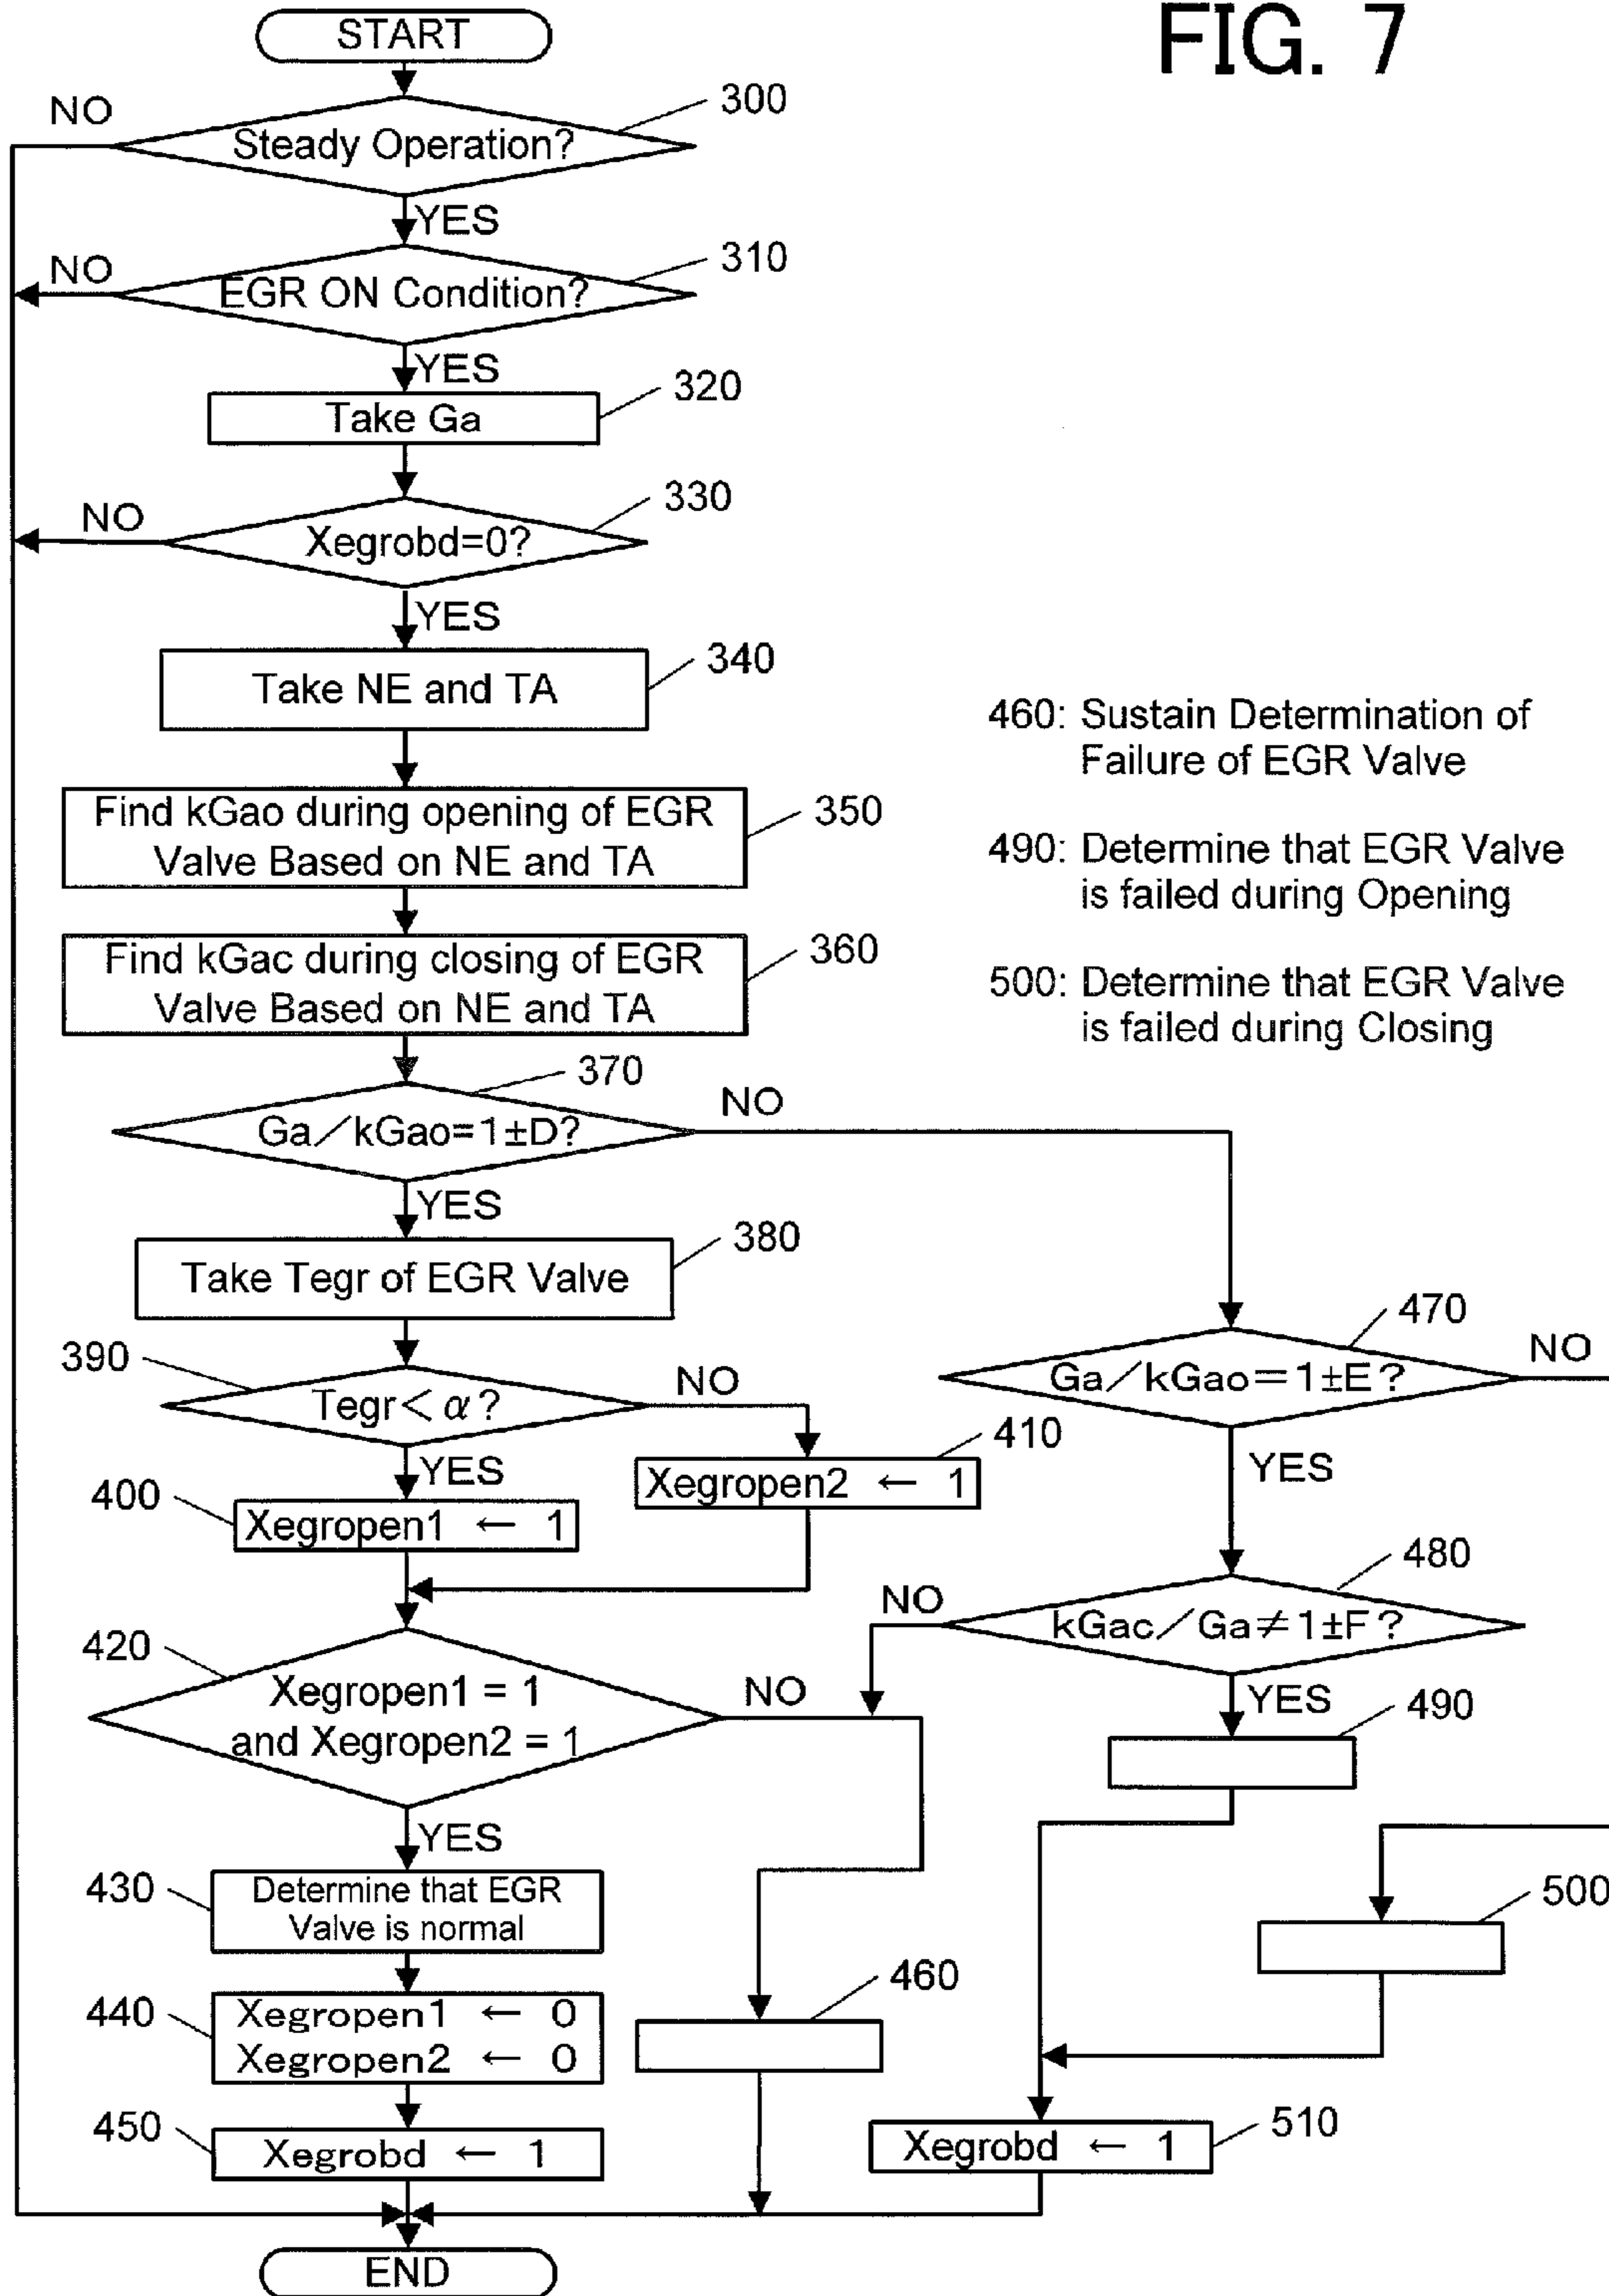 FIG. 7
START
NO
300
Steady Operation?
YES
NO
310
EGR ON Condition?
YES
320
Take Ga
330
NO
Xegrobd=0?
YES
340
Take NE and TA
350
Find kGao during opening of EGR
Valve Based on NE and TA
360
Find kGac during closing of EGR
Valve Based on NE and TA
460: Sustain Determination of
Failure of EGR Valve
490: Determine that EGR Valve
is failed during Opening
500: Determine that EGR Valve
is failed during Closing
370
NO
Ga/kGao=1±D?
YES
380
Take Tegr of EGR Valve
390
NO
Tegr< α?
YES
400
Xegropen1 ← 1
410
Xegropen2 ← 1
470
NO
Ga/kGao=1±E?
YES
480
NO
kGac/Ga≠1±F?
YES
490
420
Xegropen1 = 1
and Xegropen2 = 1
NO
YES
430
Determine that EGR
Valve is normal
500
440
Xegropen1 ← 0
Xegropen2 ← 0
460
450
Xegrobd ← 1
Xegrobd ← 1
510
END